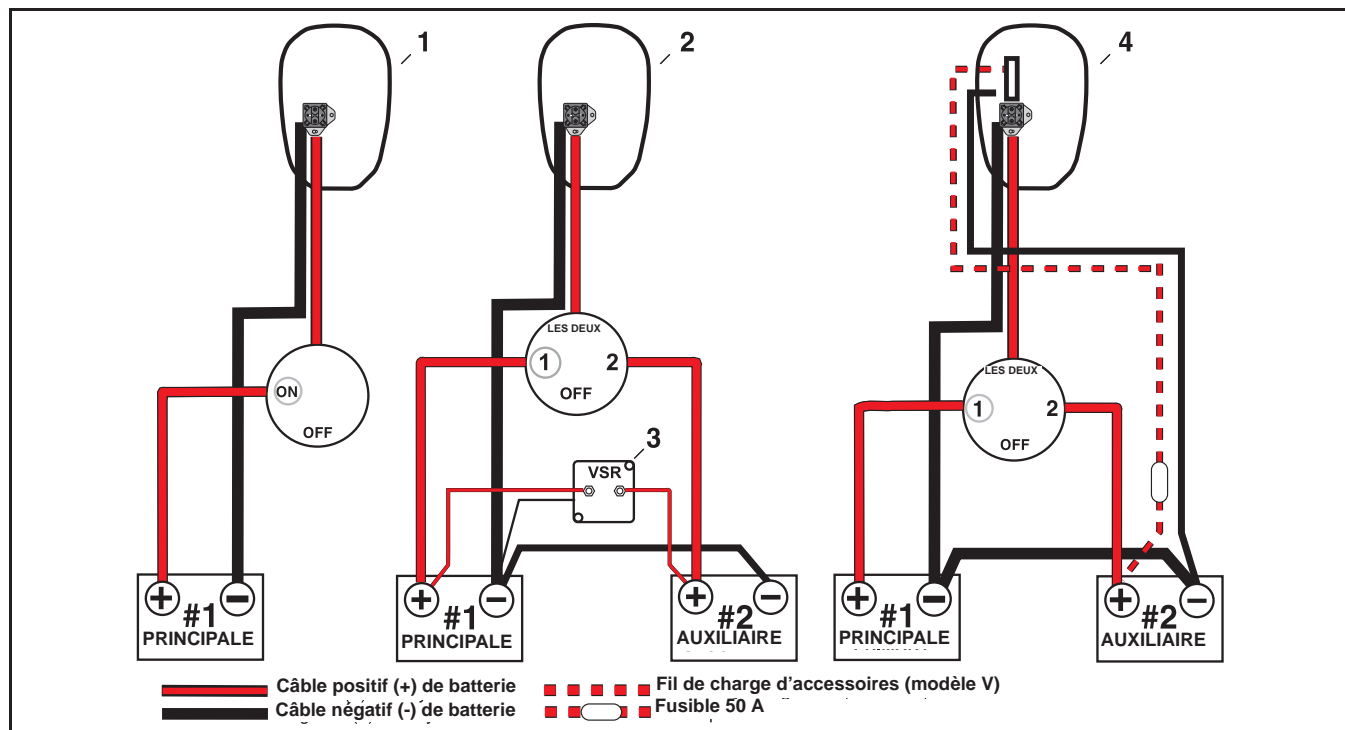 1
2
4
LES DEUX
1
2
OFF
LES DEUX
1
2
OFF
ON
OFF
3
VSR
+
−
#1
PRINCIPALE
+
−
#1
PRINCIPALE
+
−
#2
AUXILIAIRE
+
−
#1
PRINCIPALE
+
−
#2
AUXILIAIRE
Câble positif (+) de batterie
Fil de charge d'accessoires (modèle V)
Câble négatif (-) de batterie
Fusible 50 A